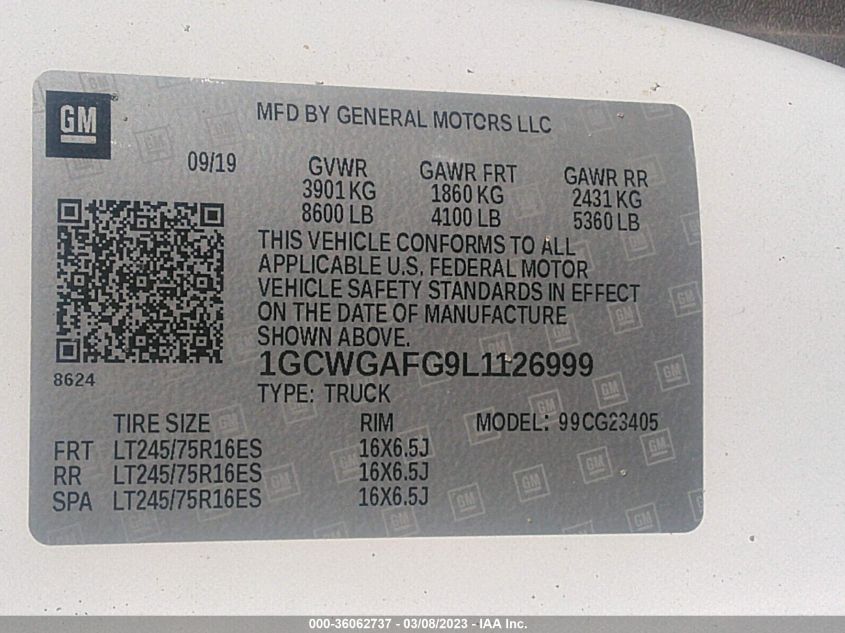 GM
MFD BY GENERAL MOTORS LLC
09/19
GVWR GAWR FRT GAWR RR
3901 KG 1860 KG 2431 KG
8600 LB 4100 LB 5360 LB
THIS VEHICLE CONFORMS TO ALL
APPLICABLE U.S. FEDERAL MOTOR
VEHICLE SAFETY STANDARDS IN EFFECT
ON THE DATE OF MANUFACTURE
SHOWN ABOVE.
1GCWGAFG9L1126999
8624
TYPE: TRUCK
TIRE SIZE RIM MODEL: 99CG23405
FRT LT245/75R16ES 16X6.5J
RR LT245/75R16ES 16X6.5J
SPA LT245/75R16ES 16X6.5J
000-36062737 - 03/08/2023 - IAA Inc.